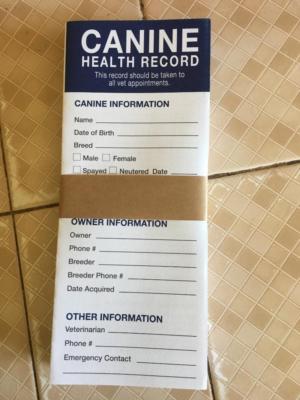 CANINE
HEALTH RECORD
This record should be taken to
all vet appointments.
CANINE INFORMATION
Name
Date of Birth
Breed
Male Female
Spayed Neutered Date
OWNER INFORMATION
Owner
Phone #
Breeder
Breeder Phone #
Date Acquired
OTHER INFORMATION
Veterinarian
Phone #
Emergency Contact